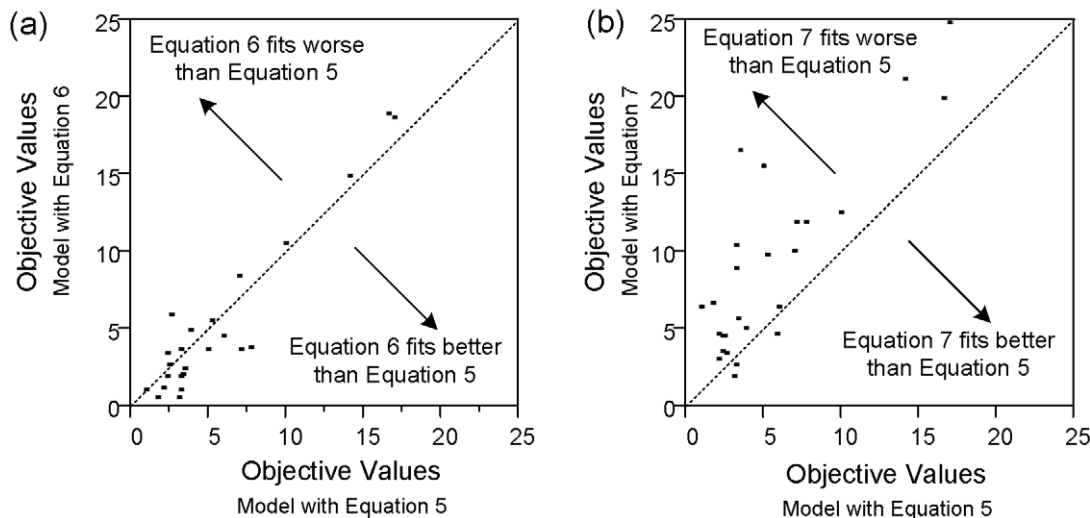 (a)
25
20
15
10
5
0
Objective Values
Model with Equation 6
Equation 6 fits worse
than Equation 5
Equation 6 fits better
than Equation 5
0 5 10 15 20 25
Objective Values
Model with Equation 5
(b)
25
20
15
10
5
0
Objective Values
Model with Equation 7
Equation 7 fits worse
than Equation 5
Equation 7 fits better
than Equation 5
0 5 10 15 20 25
Objective Values
Model with Equation 5